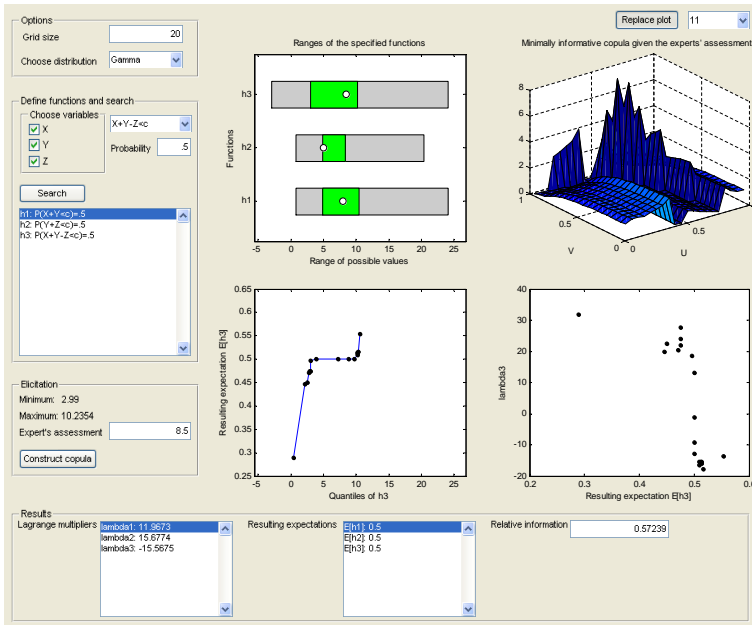 Options
Grid size 20
Choose distribution Gamma
Define functions and search
Choose variables
X
Y
Z
X+Y-Z<c
Probability .5
Search
h1: P(X+Y<c)=.5
h2: P(Y+Z<c)=.5
h3: P(X+Y-Z<c)=.5
Elicitation
Minimum: 2.99
Maximum: 10.2354
Expert's assessment 8.5
Construct copula
Replace plot 11
Ranges of the specified functions
Functions
h3
h2
h1
-5 0 5 10 15 20 25
Range of possible values
Minimally informative copula given the experts' assessment
8
6
4
2
0
1
0.5
0
V
0
0.5
U
0.65
0.6
0.55
0.5
0.45
0.4
0.35
0.3
0.25
Resulting expectation E[h3]
-5 0 5 10 15 20 25
Quantiles of h3
40
30
20
10
0
-10
-20
lambda3
0.2 0.3 0.4 0.5 0.6
Resulting expectation E[h3]
Results
Lagrange multipliers
lambda1: 11.9673
lambda2: 15.6774
lambda3: -15.5675
Resulting expectations
E[h1]: 0.5
E[h2]: 0.5
E[h3]: 0.5
Relative information 0.57239